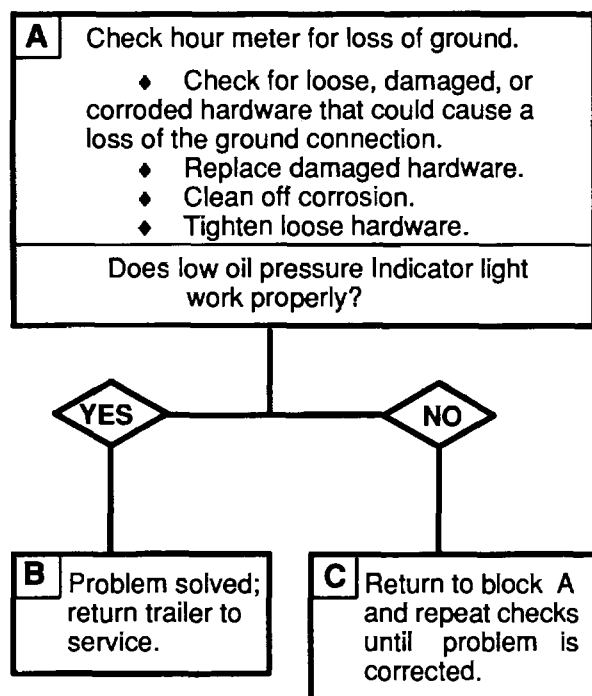 A Check hour meter for loss of ground.
♦ Check for loose, damaged, or
corroded hardware that could cause a
loss of the ground connection.
♦ Replace damaged hardware.
♦ Clean off corrosion.
♦ Tighten loose hardware.
Does low oil pressure Indicator light
work properly?
YES
NO
B Problem solved;
return trailer to
service.
C Return to block A
and repeat checks
until problem is
corrected.